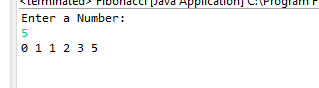 <terminated> Fibonacci [Java Application] C:\Program F
Enter a Number:
5
0 1 1 2 3 5